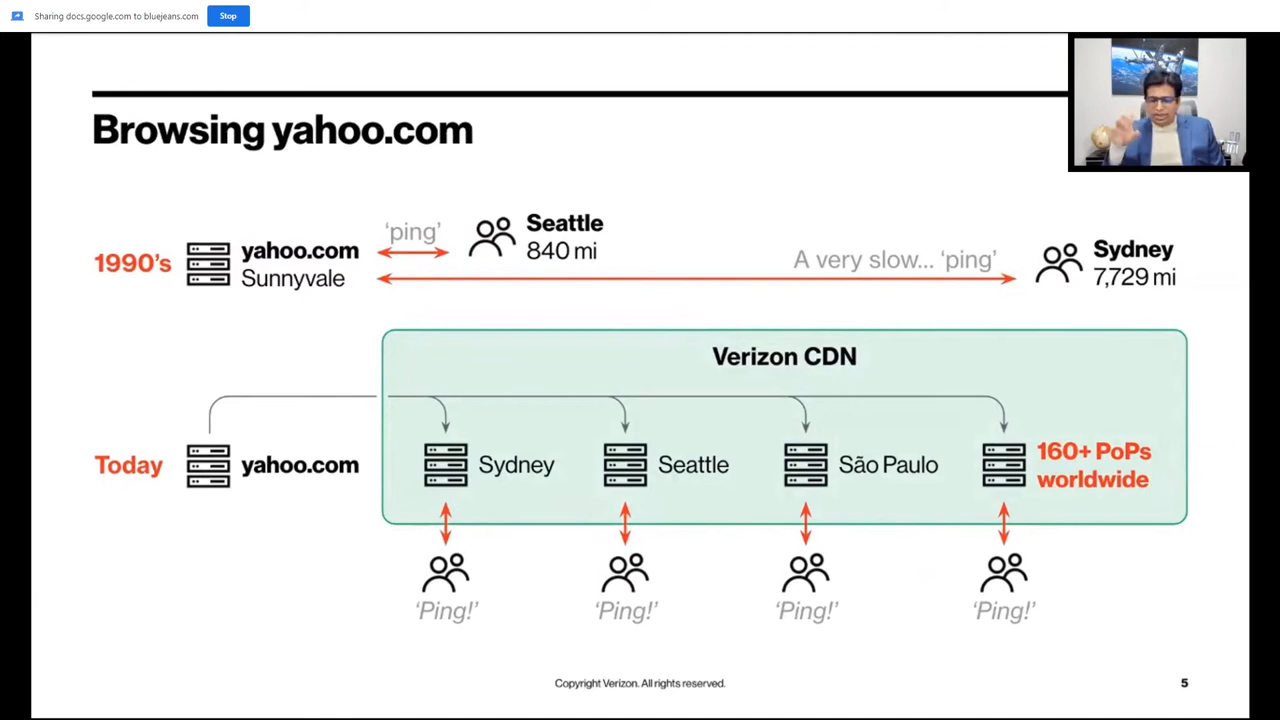 Sharing docs.google.com to bluejeans.com
Stop
Browsing yahoo.com
1990's
yahoo.com
Sunnyvale
'ping'
Seattle
840 mi
A very slow... 'ping'
Sydney
7,729 mi
Verizon CDN
Today
yahoo.com
Sydney
Seattle
São Paulo
160+ PoPs
worldwide
'Ping!'
'Ping!'
'Ping!'
'Ping!'
Copyright Verizon. All rights reserved.
5